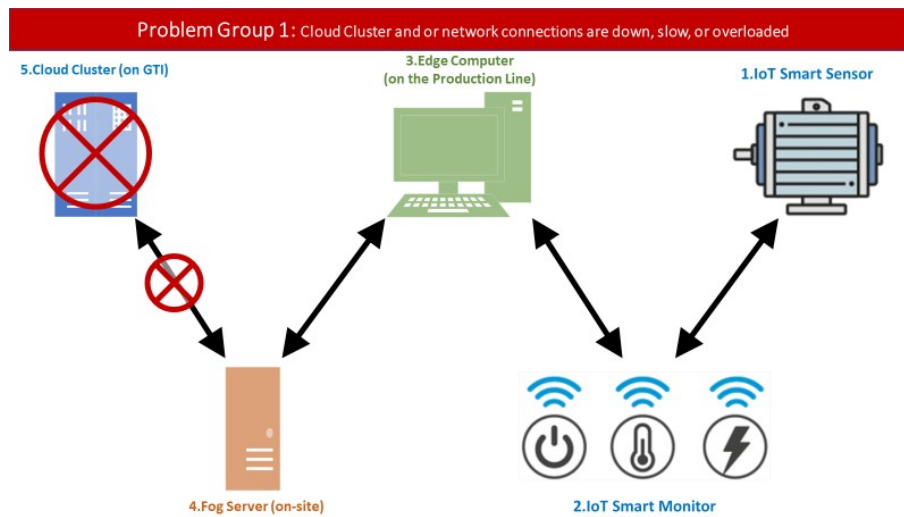 Problem Group 1: Cloud Cluster and or network connections are down, slow, or overloaded
5.Cloud Cluster (on GTI)
3.Edge Computer
(on the Production Line)
1.IoT Smart Sensor
4.Fog Server (on-site)
2.IoT Smart Monitor